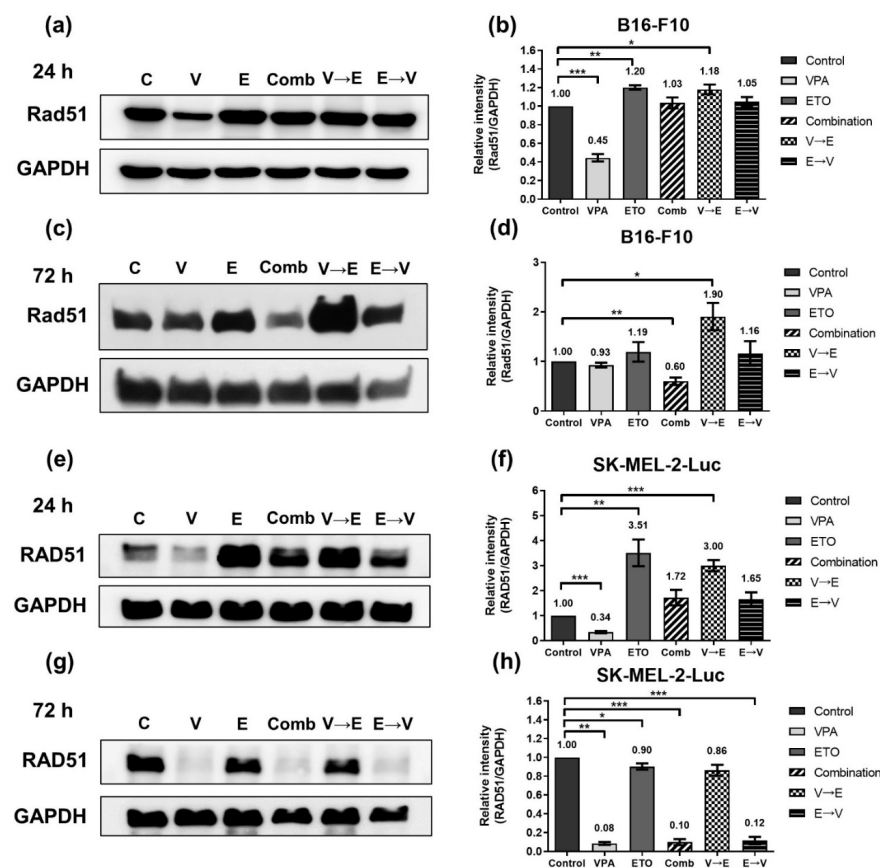 (a)
24 h
C V E Comb V→E E→V
Rad51
GAPDH
(b)
B16-F10
Relative intensity
(Rad51/GAPDH)
1.6
1.4
1.2
1.0
0.8
0.6
0.4
0.2
0.0
*
**
***
1.00 0.45 1.20 1.03 1.18 1.05
Control VPA ETO Comb V→E E→V
Control
VPA
ETO
Combination
V→E
E→V
(c)
72 h
C V E Comb V→E E→V
Rad51
GAPDH
(d)
B16-F10
Relative intensity
(Rad51/GAPDH)
3
2
1
0
*
**
1.00 0.93 1.19 0.60 1.90 1.16
Control VPA ETO Comb V→E E→V
Control
VPA
ETO
Combination
V→E
E→V
(e)
24 h
C V E Comb V→E E→V
RAD51
GAPDH
(f)
SK-MEL-2-Luc
Relative intensity
(RAD51/GAPDH)
6
5
4
3
2
1
0
***
**
***
1.00 0.34 3.51 1.72 3.00 1.65
Control VPA ETO Comb V→E E→V
Control
VPA
ETO
Combination
V→E
E→V
(g)
72 h
C V E Comb V→E E→V
RAD51
GAPDH
(h)
SK-MEL-2-Luc
Relative intensity
(RAD51/GAPDH)
1.6
1.4
1.2
1.0
0.8
0.6
0.4
0.2
0.0
***
***
*
**
1.00 0.08 0.90 0.10 0.86 0.12
Control VPA ETO Comb V→E E→V
Control
VPA
ETO
Combination
V→E
E→V